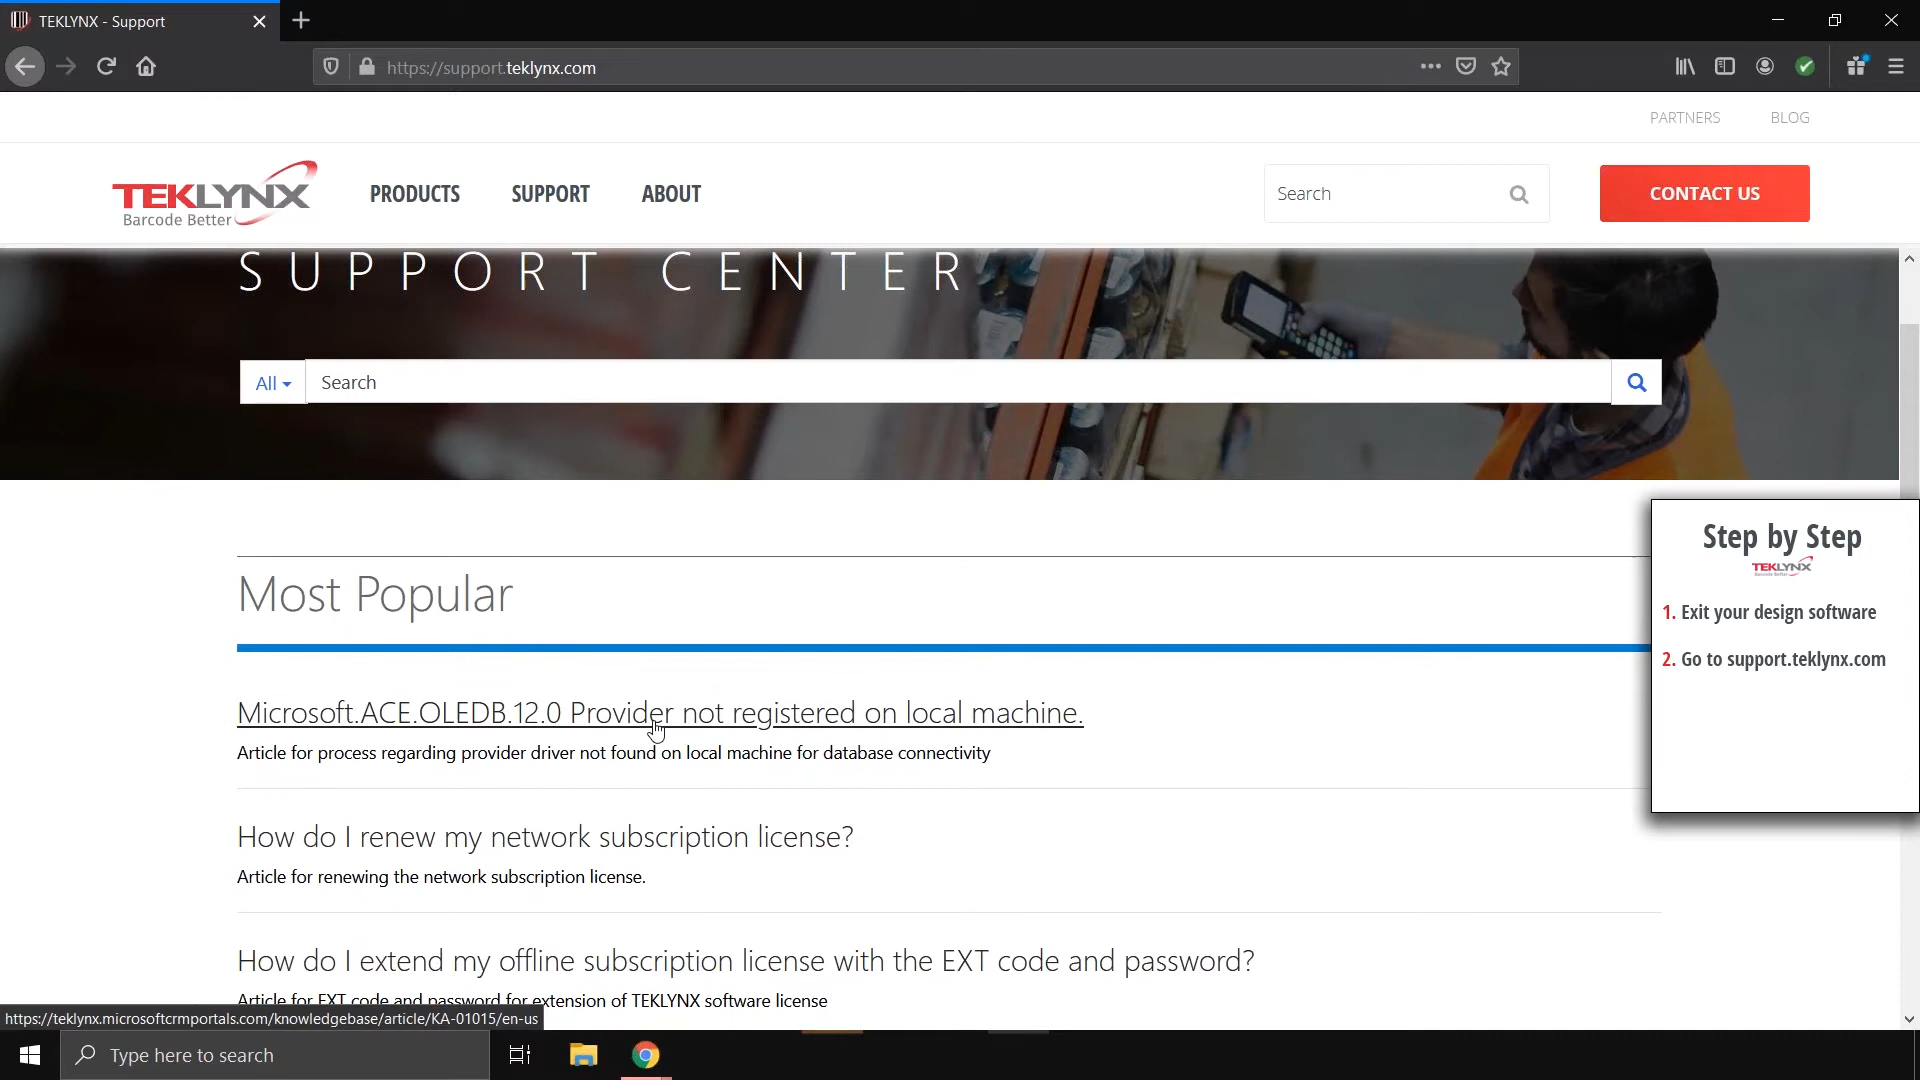 TEKLYNX - Support
https://support.teklynx.com
PARTNERS
BLOG
TEKLYNX
Barcode Better
PRODUCTS
SUPPORT
ABOUT
Search
CONTACT US
SUPPORT CENTER
All
Search
Most Popular
Microsoft.ACE.OLEDB.12.0 Provider not registered on local machine.
Article for process regarding provider driver not found on local machine for database connectivity
How do I renew my network subscription license?
Article for renewing the network subscription license.
How do I extend my offline subscription license with the EXT code and password?
Article for EXT code and password for extension of TEKLYNX software license
Step by Step
TEKLYNX
Barcode Better
1. Exit your design software
2. Go to support.teklynx.com
https://teklynx.microsoftcrmportals.com/knowledgebase/article/KA-01015/en-us
Type here to search